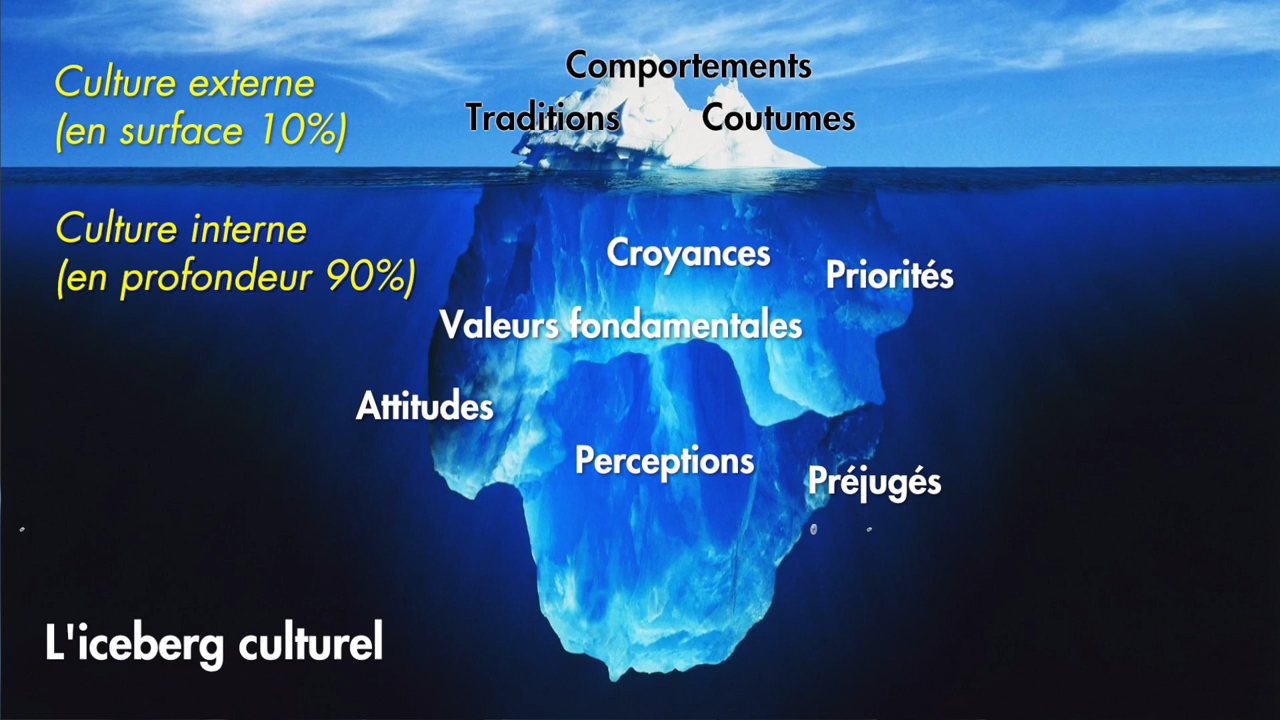 Culture externe
(en surface 10%)
Comportements
Traditions
Coutumes
Culture interne
(en profondeur 90%)
Croyances
Priorités
Valeurs fondamentales
Attitudes
Perceptions
Préjugés
L'iceberg culturel